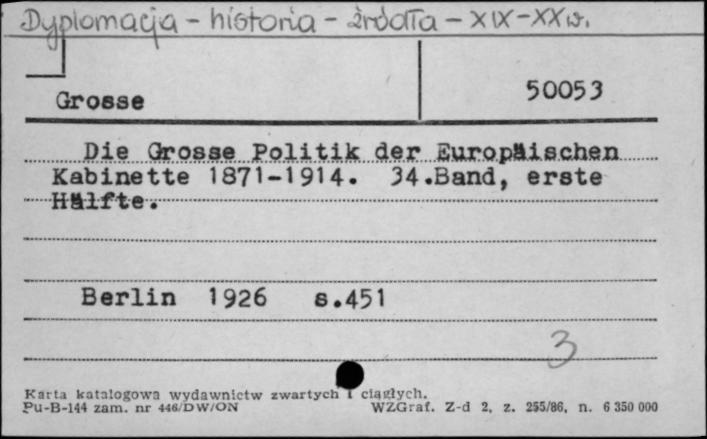 Dyplomacja - historia - źródła - XIX-XXw.
Grosse
50053
Die Grosse Politik der Europäischen
Kabinette 1871-1914. 34.Band, erste
Hälfte.
Berlin 1926 s.451
3
Karta katalogowa wydawnictw zwartych i ciągłych.
Pu-B-144 zam. nr 446/DW/ON
WZGraf. Z-d 2, z. 255/86, n. 6 350 000